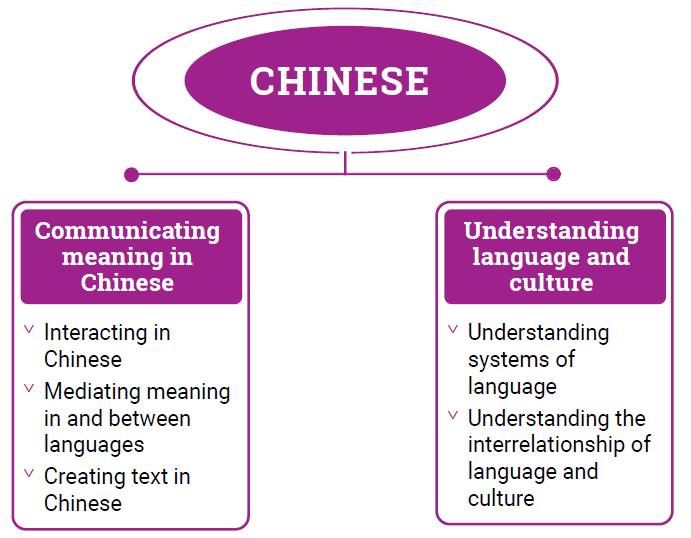 CHINESE
Communicating
meaning in
Chinese
Interacting in
Chinese
Mediating meaning
in and between
languages
Creating text in
Chinese
Understanding
language and
culture
Understanding
systems of
language
Understanding the
interrelationship of
language and
culture